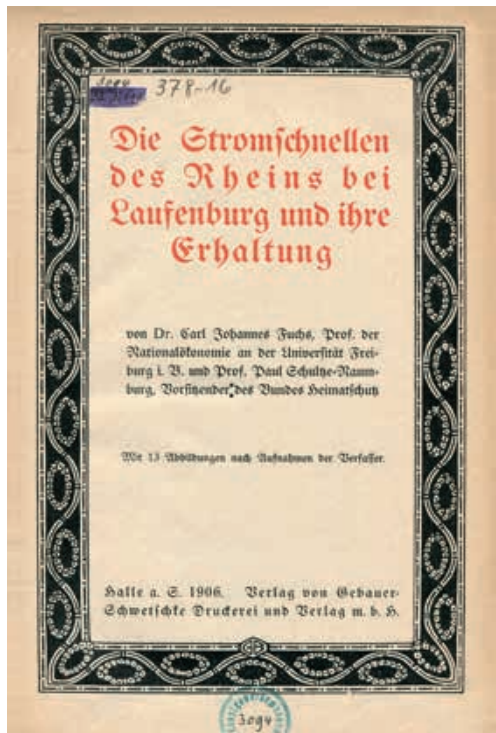 3094
378-16
Die Stromschnellen
des Rheins bei
Laufenburg und ihre
Erhaltung
von Dr. Carl Johannes Fuchs, Prof. der
Nationalökonomie an der Universität Frei-
burg i. B. und Prof. Paul Schultze-Naum-
burg, Vorsitzender des Bundes Heimatschutz
Mit 13 Abbildungen nach Aufnahmen der Verfasser.
Halle a. S. 1906. Verlag von Gebauer-
Schwetschke Druckerei und Verlag m. b. H.
3094